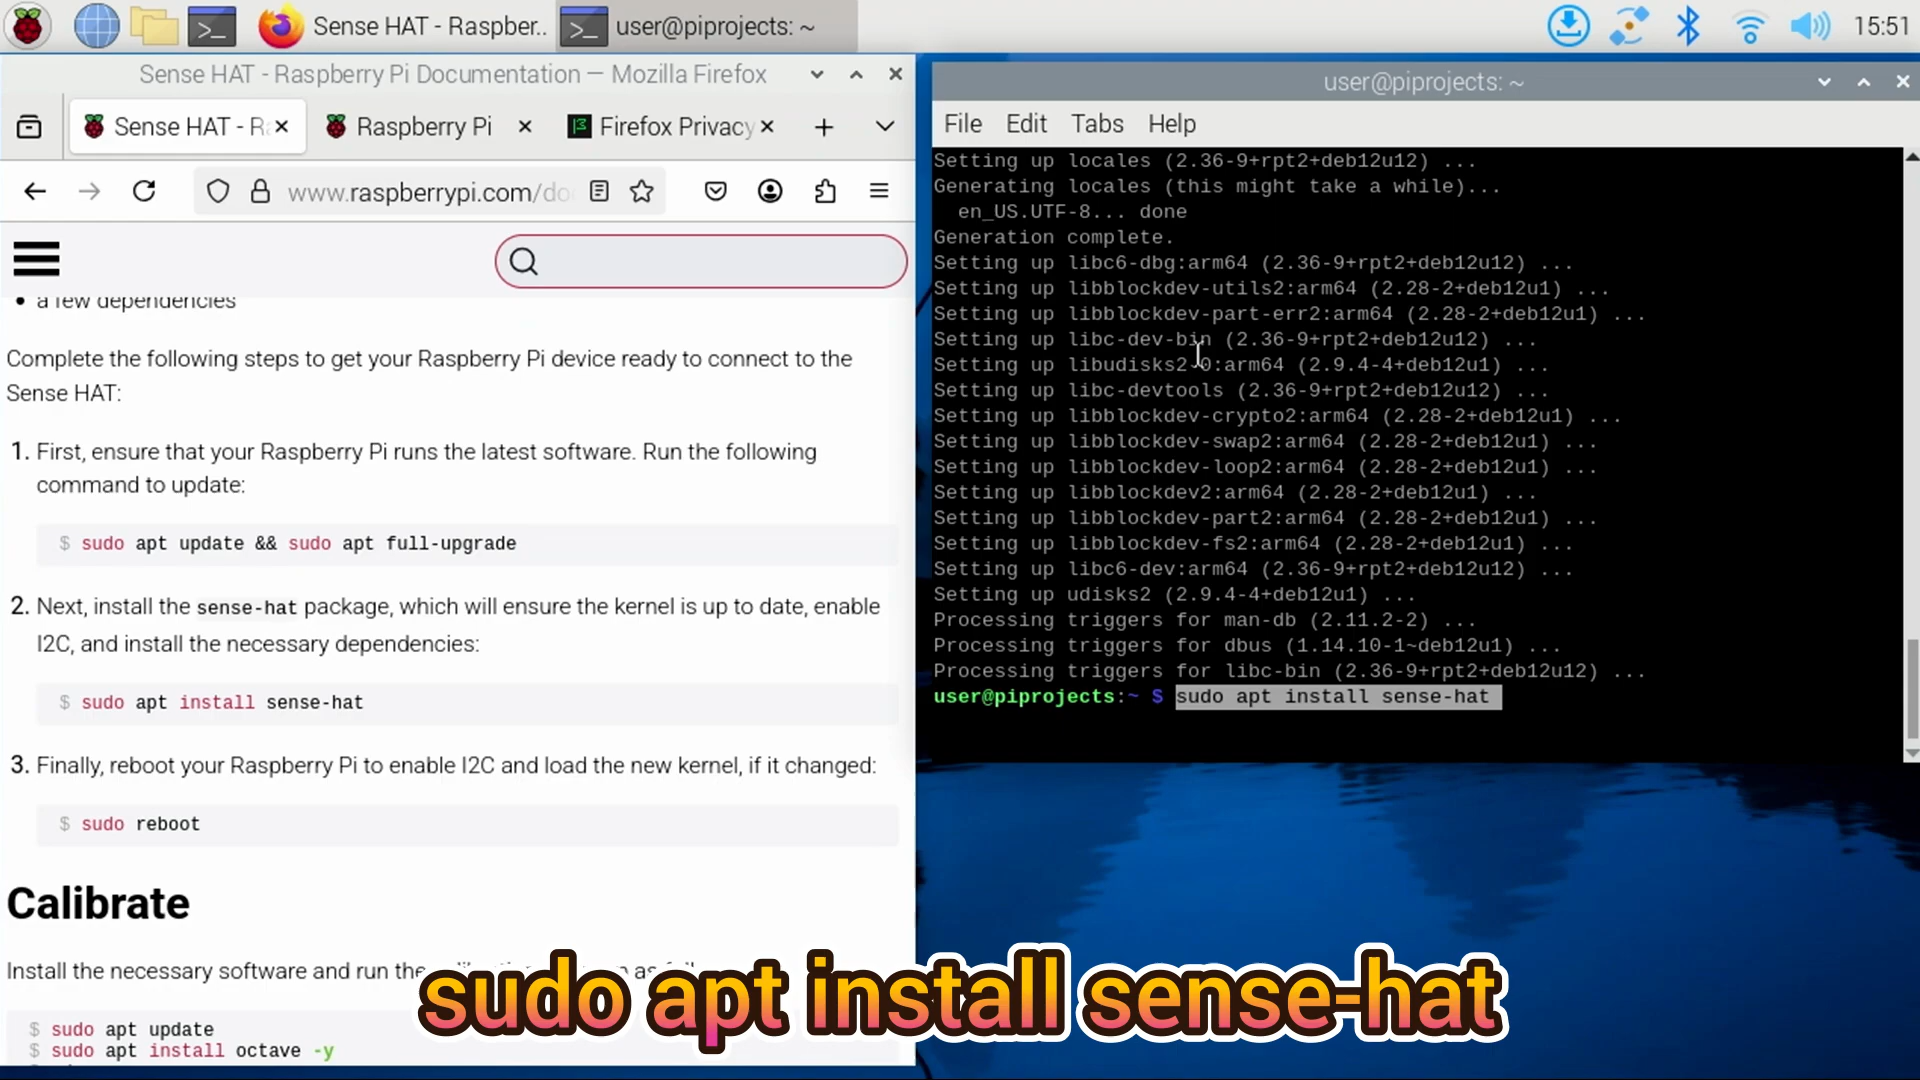 Sense HAT - Raspber..
user@piprojects: ~
15:51
Sense HAT - Raspberry Pi Documentation — Mozilla Firefox
Sense HAT - Ra
Raspberry Pi
Firefox Privacy
www.raspberrypi.com/do
a few dependencies
Complete the following steps to get your Raspberry Pi device ready to connect to the
Sense HAT:
1. First, ensure that your Raspberry Pi runs the latest software. Run the following
command to update:
$ sudo apt update && sudo apt full-upgrade
2. Next, install the sense-hat package, which will ensure the kernel is up to date, enable
I2C, and install the necessary dependencies:
$ sudo apt install sense-hat
3. Finally, reboot your Raspberry Pi to enable I2C and load the new kernel, if it changed:
$ sudo reboot
Calibrate
Install the necessary software and run the
$ sudo apt update
$ sudo apt install octave -y
user@piprojects: ~
File Edit Tabs Help
Setting up locales (2.36-9+rpt2+deb12u12) ...
Generating locales (this might take a while)...
en_US.UTF-8... done
Generation complete.
Setting up libc6-dbg:arm64 (2.36-9+rpt2+deb12u12) ...
Setting up libblockdev-utils2:arm64 (2.28-2+deb12u1) ...
Setting up libblockdev-part-err2:arm64 (2.28-2+deb12u1) ...
Setting up libc-dev-bin (2.36-9+rpt2+deb12u12) ...
Setting up libudisks2-0:arm64 (2.9.4-4+deb12u1) ...
Setting up libc-devtools (2.36-9+rpt2+deb12u12) ...
Setting up libblockdev-crypto2:arm64 (2.28-2+deb12u1) ...
Setting up libblockdev-swap2:arm64 (2.28-2+deb12u1) ...
Setting up libblockdev-loop2:arm64 (2.28-2+deb12u1) ...
Setting up libblockdev2:arm64 (2.28-2+deb12u1) ...
Setting up libblockdev-part2:arm64 (2.28-2+deb12u1) ...
Setting up libblockdev-fs2:arm64 (2.28-2+deb12u1) ...
Setting up libc6-dev:arm64 (2.36-9+rpt2+deb12u12) ...
Setting up udisks2 (2.9.4-4+deb12u1) ...
Processing triggers for man-db (2.11.2-2) ...
Processing triggers for dbus (1.14.10-1~deb12u1) ...
Processing triggers for libc-bin (2.36-9+rpt2+deb12u12) ...
user@piprojects:~ $ sudo apt install sense-hat
sudo apt install sense-hat